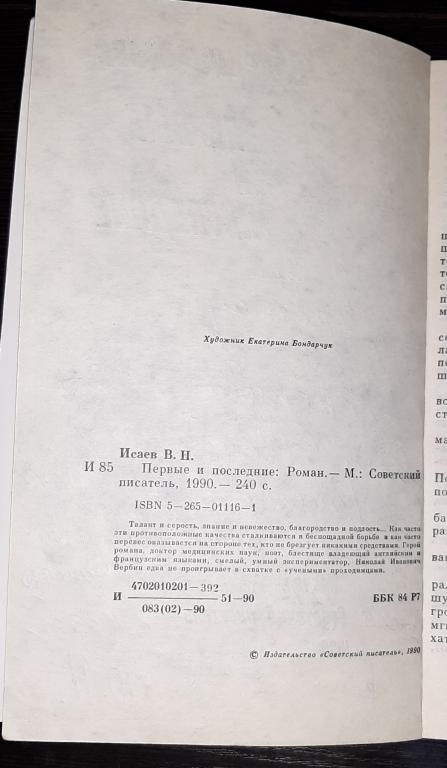 Художник Екатерина Бондарчук
Исаев В. Н.
И 85 Первые и последние: Роман.— М.: Советский
писатель, 1990.— 240 с.
ISBN 5—265—01116—1
Талант и серость, знание и невежество, благородство и подлость... Как часто
эти противоположные качества сталкиваются в беспощадной борьбе и как часто
перевес оказывается на стороне тех, кто не брезгует никакими средствами. Герой
романа, доктор медицинских наук, поэт, блестяще владеющий английским и
французским языками, смелый, умный экспериментатор, Николай Иванович
Вербин едва не проигрывает в схватке с «учеными» проходимцами.
4702010201—392
И 51—90
083(02)—90
ББК 84 Р7
© Издательство «Советский писатель», 1990